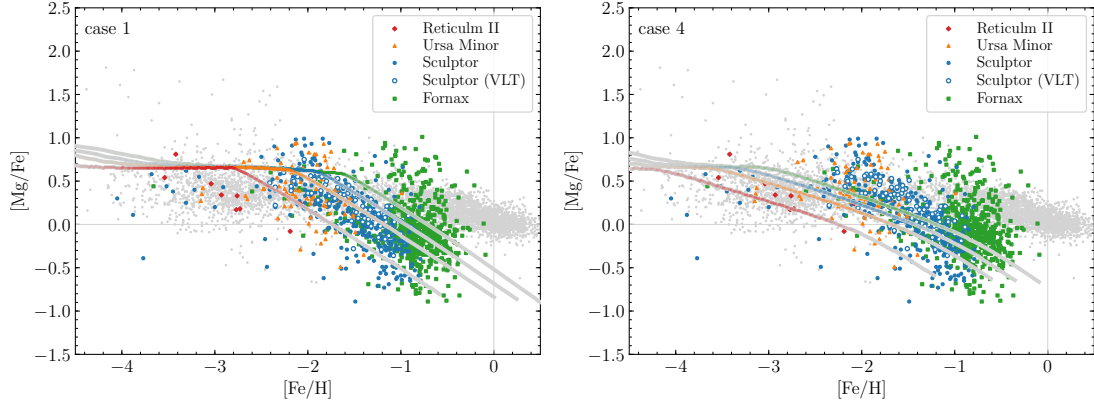 case 1
Reticulm II
Ursa Minor
Sculptor
Sculptor (VLT)
Fornax
2.5
2.0
1.5
1.0
0.5
0.0
−0.5
−1.0
−1.5
[Mg/Fe]
−4
−3
−2
−1
0
[Fe/H]
case 4
Reticulm II
Ursa Minor
Sculptor
Sculptor (VLT)
Fornax
2.5
2.0
1.5
1.0
0.5
0.0
−0.5
−1.0
−1.5
[Mg/Fe]
−4
−3
−2
−1
0
[Fe/H]